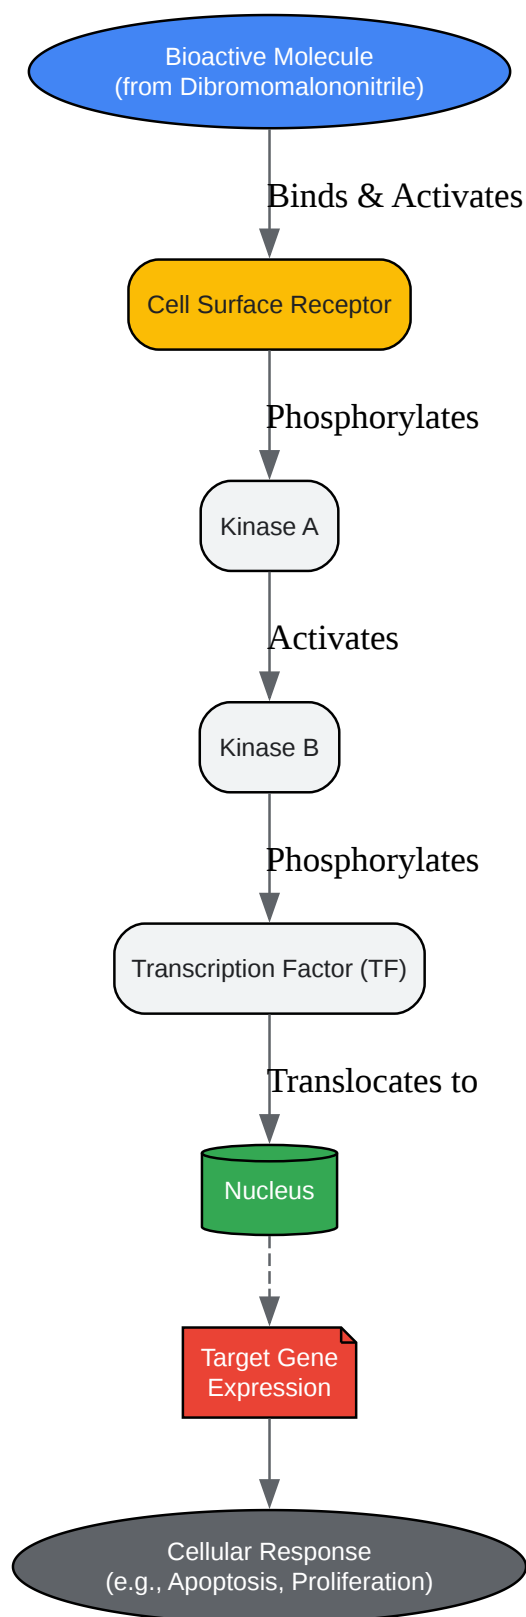 Bioactive Molecule
(from Dibromomalononitrile)
Binds & Activates
Cell Surface Receptor
Phosphorylates
Kinase A
Activates
Kinase B
Phosphorylates
Transcription Factor (TF)
Translocates to
Nucleus
Target Gene
Expression
Cellular Response
(e.g., Apoptosis, Proliferation)